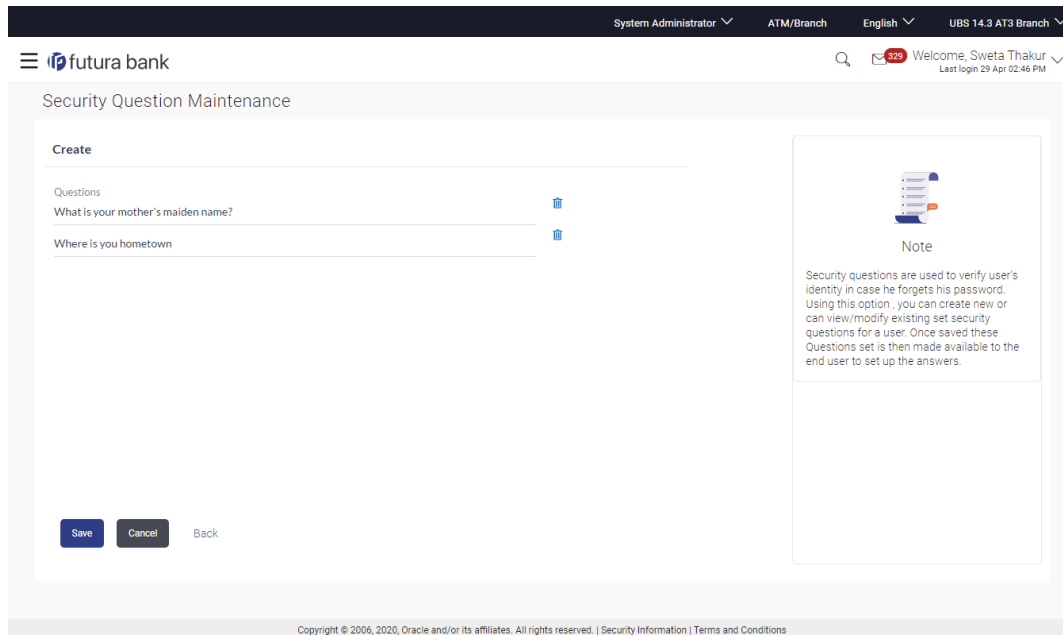 System Administrator ATM/Branch English UBS 14.3 AT3 Branch
futura bank 329 Welcome, Sweta Thakur
Last login 29 Apr 02:46 PM
Security Question Maintenance
Create
Questions
What is your mother's maiden name?
Where is you hometown
Note
Security questions are used to verify user's
identity in case he forgets his password.
Using this option , you can create new or
can view/modify existing set security
questions for a user. Once saved these
Questions set is then made available to the
end user to set up the answers.
Save Cancel Back
Copyright © 2006, 2020, Oracle and/or its affiliates. All rights reserved. | Security Information | Terms and Conditions